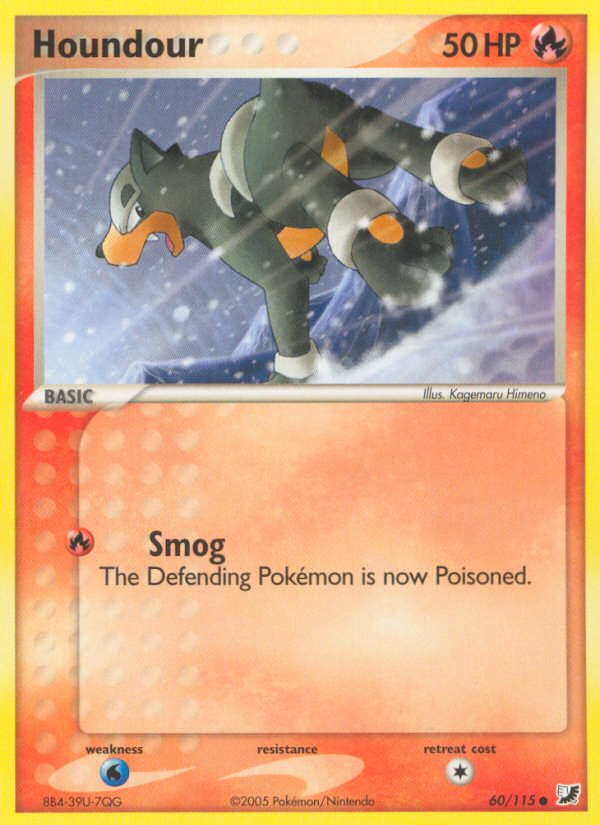 Houndour
50 HP
BASIC
Illus. Kagemaru Himeno
Smog
The Defending Pokémon is now Poisoned.
weakness
resistance
retreat cost
8B4-39U-7QG
©2005 Pokémon/Nintendo
60/115